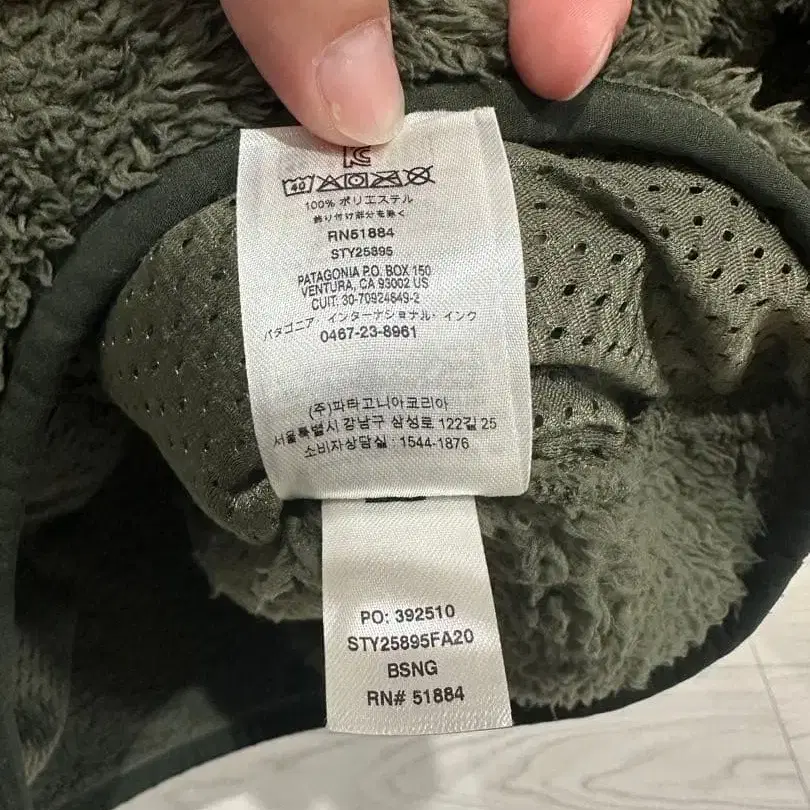 40
100% ポリエステル
飾り付け部分を除く
RN51884
STY25895
PATAGONIA P.O. BOX 150
VENTURA, CA 93002 US
CUIT: 30-70924849-2
パタゴニア・インターナショナル・インク
0467-23-8961
(주)파타고니아코리아
서울특별시 강남구 삼성로 122길 25
소비자상담실 : 1544-1876
PO: 392510
STY25895FA20
BSNG
RN# 51884